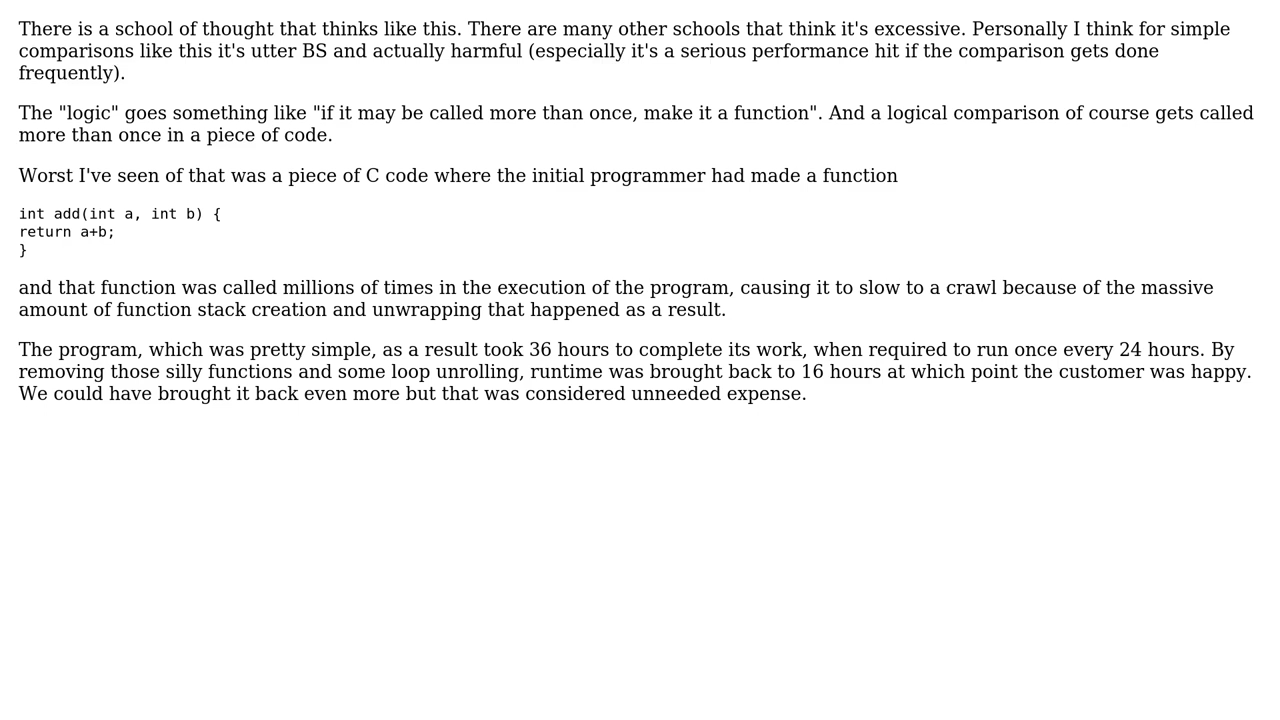 There is a school of thought that thinks like this. There are many other schools that think it's excessive. Personally I think for simple
comparisons like this it's utter BS and actually harmful (especially it's a serious performance hit if the comparison gets done
frequently).
The "logic" goes something like "if it may be called more than once, make it a function". And a logical comparison of course gets called
more than once in a piece of code.
Worst I've seen of that was a piece of C code where the initial programmer had made a function
int add(int a, int b) {
return a+b;
}
and that function was called millions of times in the execution of the program, causing it to slow to a crawl because of the massive
amount of function stack creation and unwrapping that happened as a result.
The program, which was pretty simple, as a result took 36 hours to complete its work, when required to run once every 24 hours. By
removing those silly functions and some loop unrolling, runtime was brought back to 16 hours at which point the customer was happy.
We could have brought it back even more but that was considered unneeded expense.